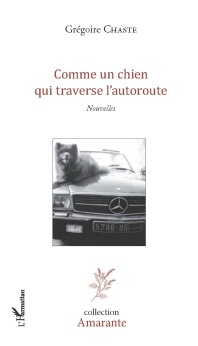 Grégoire CHASTE
Comme un chien
qui traverse l'autoroute
Nouvelles
L'Harmattan
collection
Amarante